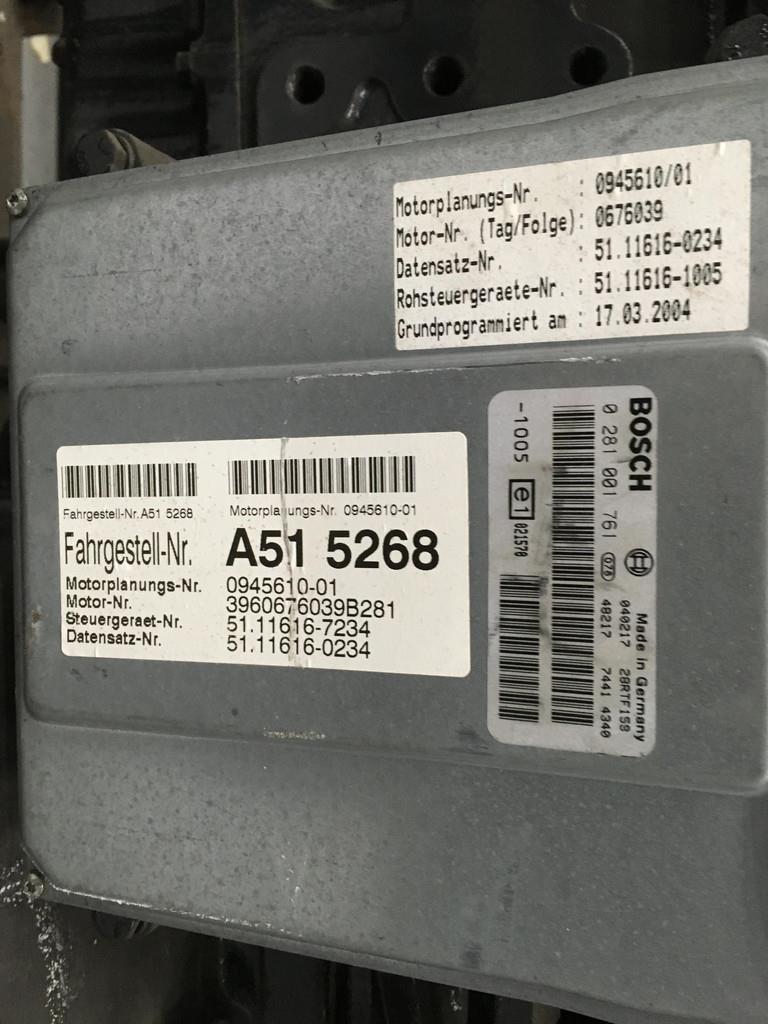 Motorplanungs-Nr. : 0945610/01
Motor-Nr. (Tag/Folge): 0676039
Datensatz-Nr. : 51.11616-0234
Rohsteuergeraete-Nr. : 51.11616-1005
Grundprogrammiert am : 17.03.2004
Fahrgestell-Nr. A51 5268 Motorplanungs-Nr. 0945610-01
Fahrgestell-Nr. A51 5268
Motorplanungs-Nr. 0945610-01
Motor-Nr. 3960676039B281
Steuergeraet-Nr. 51.11616-7234
Datensatz-Nr. 51.11616-0234
BOSCH Made in Germany
040217 28RTF1S8
0 281 001 761 078 48217 7441 4340
-1005 e1 021570